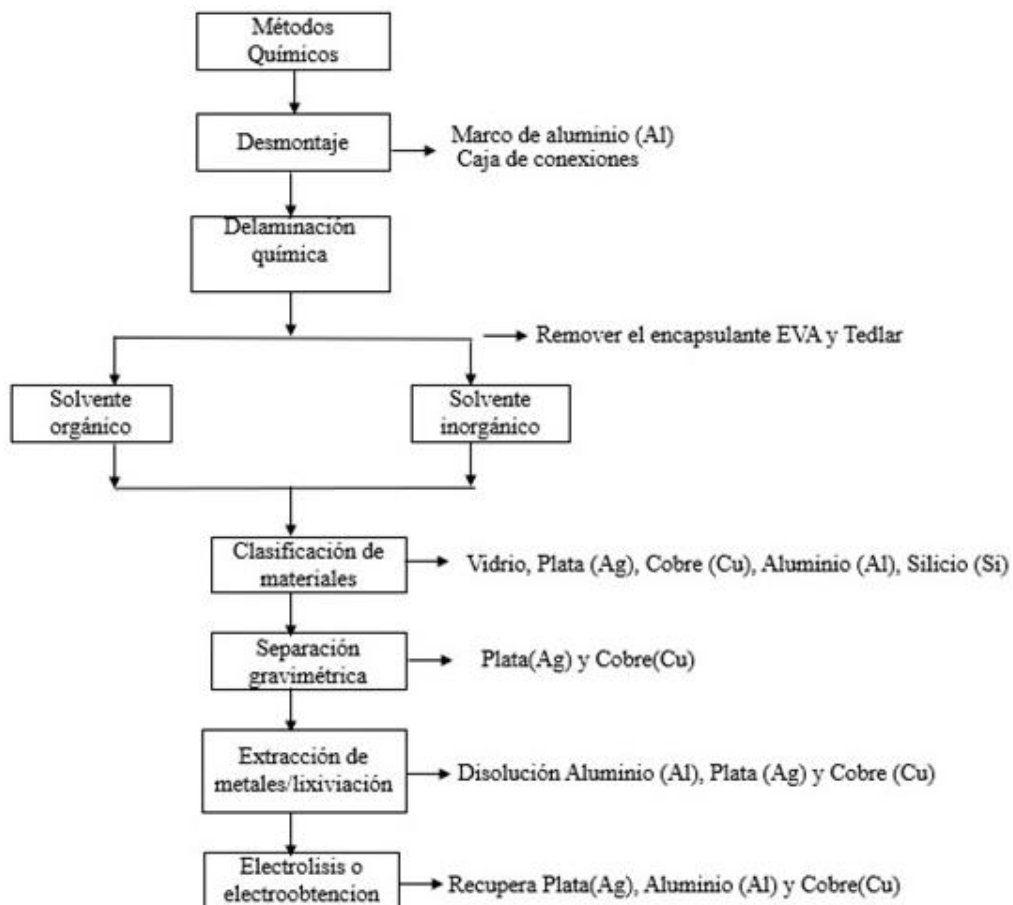 Métodos
Químicos
Desmontaje
Marco de aluminio (Al)
Caja de conexiones
Delaminación
química
Remover el encapsulante EVA y Tedlar
Solvente
orgánico
Solvente
inorgánico
Clasificación de
materiales
Vidrio, Plata (Ag), Cobre (Cu), Aluminio (Al), Silicio (Si)
Separación
gravimétrica
Plata(Ag) y Cobre(Cu)
Extracción de
metales/lixiviación
Disolución Aluminio (Al), Plata (Ag) y Cobre (Cu)
Electrolisis o
electroobtencion
Recupera Plata(Ag), Aluminio (Al) y Cobre(Cu)